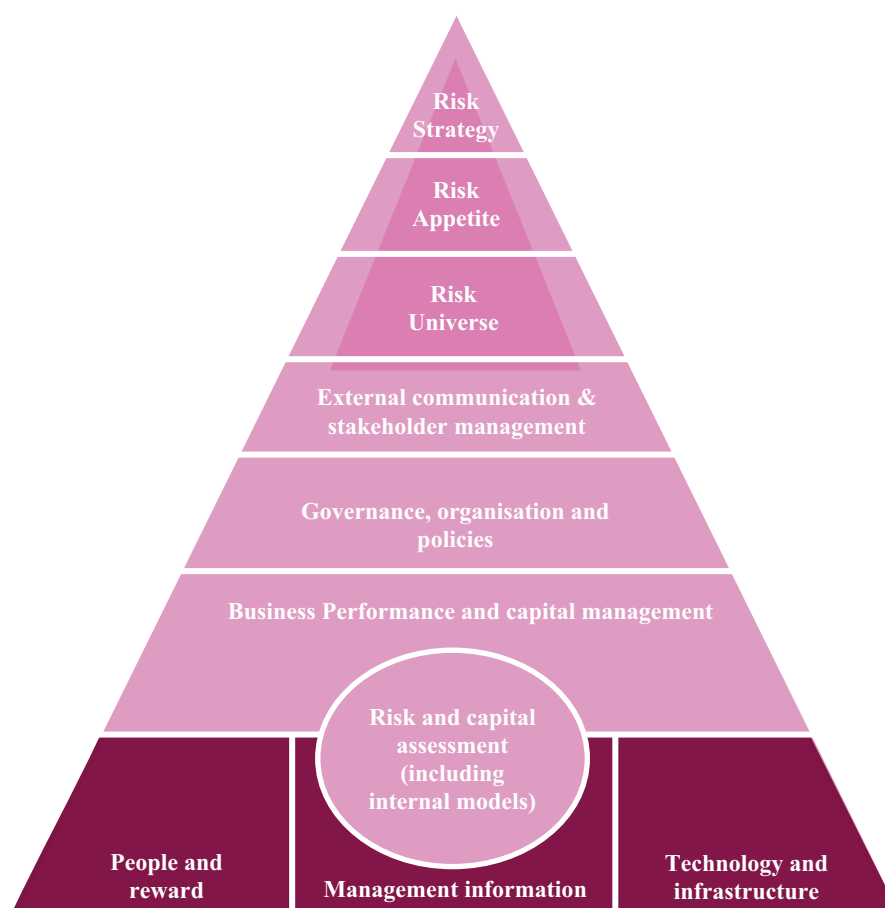 Risk
Strategy
Risk
Appetite
Risk
Universe
External communication &
stakeholder management
Governance, organisation and
policies
Business Performance and capital management
Risk and capital
assessment
(including
internal models)
People and
reward
Management information
Technology and
infrastructure